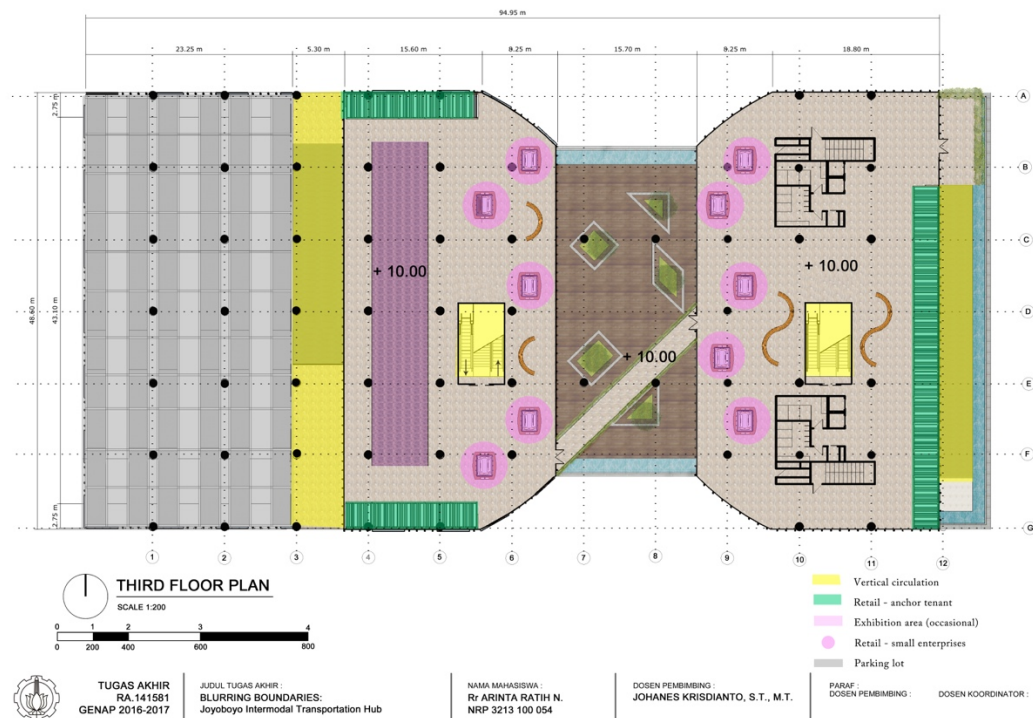 94.95 m
23.25 m
5.30 m
15.60 m
8.25 m
15.70 m
8.25 m
18.80 m
2.75 m
48.60 m
43.10 m
2.75 m
A
B
C
D
E
F
G
+ 10.00
+ 10.00
+ 10.00
1
2
3
4
5
6
7
8
9
10
11
12
THIRD FLOOR PLAN
SCALE 1:200
0 1 2 3 4
0 200 400 600 800
Vertical circulation
Retail - anchor tenant
Exhibition area (occasional)
Retail - small enterprises
Parking lot
TUGAS AKHIR
RA.141581
GENAP 2016-2017
JUDUL TUGAS AKHIR :
BLURRING BOUNDARIES:
Joyoboyo Intermodal Transportation Hub
NAMA MAHASISWA :
Rr ARINTA RATIH N.
NRP 3213 100 054
DOSEN PEMBIMBING :
JOHANES KRISDIANTO, S.T., M.T.
PARAF :
DOSEN PEMBIMBING :
DOSEN KOORDINATOR :